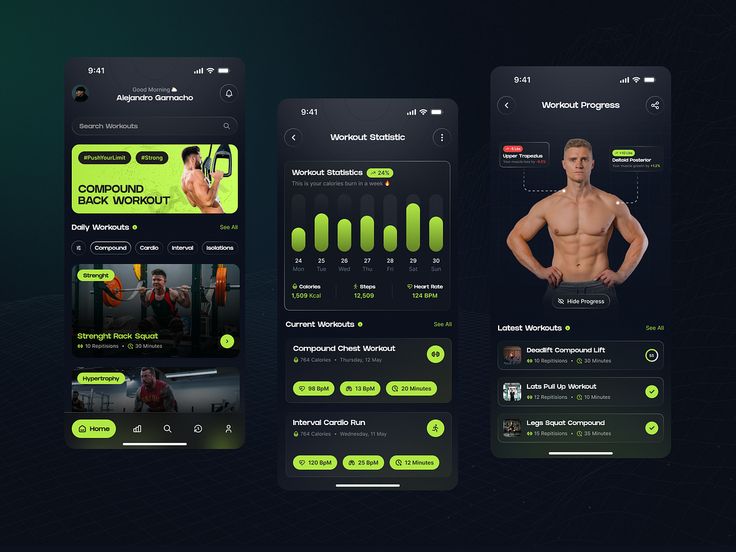 9:41
Good Morning
Alejandro Garnacho
Search Workouts
#PushYourLimit
#Strong
COMPOUND
BACK WORKOUT
Daily Workouts
See All
Compound
Cardio
Interval
Isolations
Strenght
Strenght Rack Squat
10 Repitisions • 30 Minutes
Hypertrophy
Home
9:41
Workout Statistic
Workout Statistics
24%
This is your calories burn in a week
24 25 26 27 28 29 30
Mon Tue Wed Thu Fri Sat Sun
Calories
Steps
Heart Rate
1,509 Kcal
12,509
124 BPM
Current Workouts
See All
Compound Chest Workout
764 Calories • Thursday, 12 May
98 BpM
13 BpM
20 Minutes
Interval Cardio Run
764 Calories • Wednesday, 11 May
120 BpM
25 BpM
12 Minutes
9:41
Workout Progress
Upper Trapezius
Deltoid Posterior
Hide Progress
Latest Workouts
See All
Deadlift Compound Lift
10 Repitisions • 30 Minutes
Lats Pull Up Workout
12 Repitisions • 10 Minutes
Legs Squat Compound
15 Repitisions • 35 Minutes